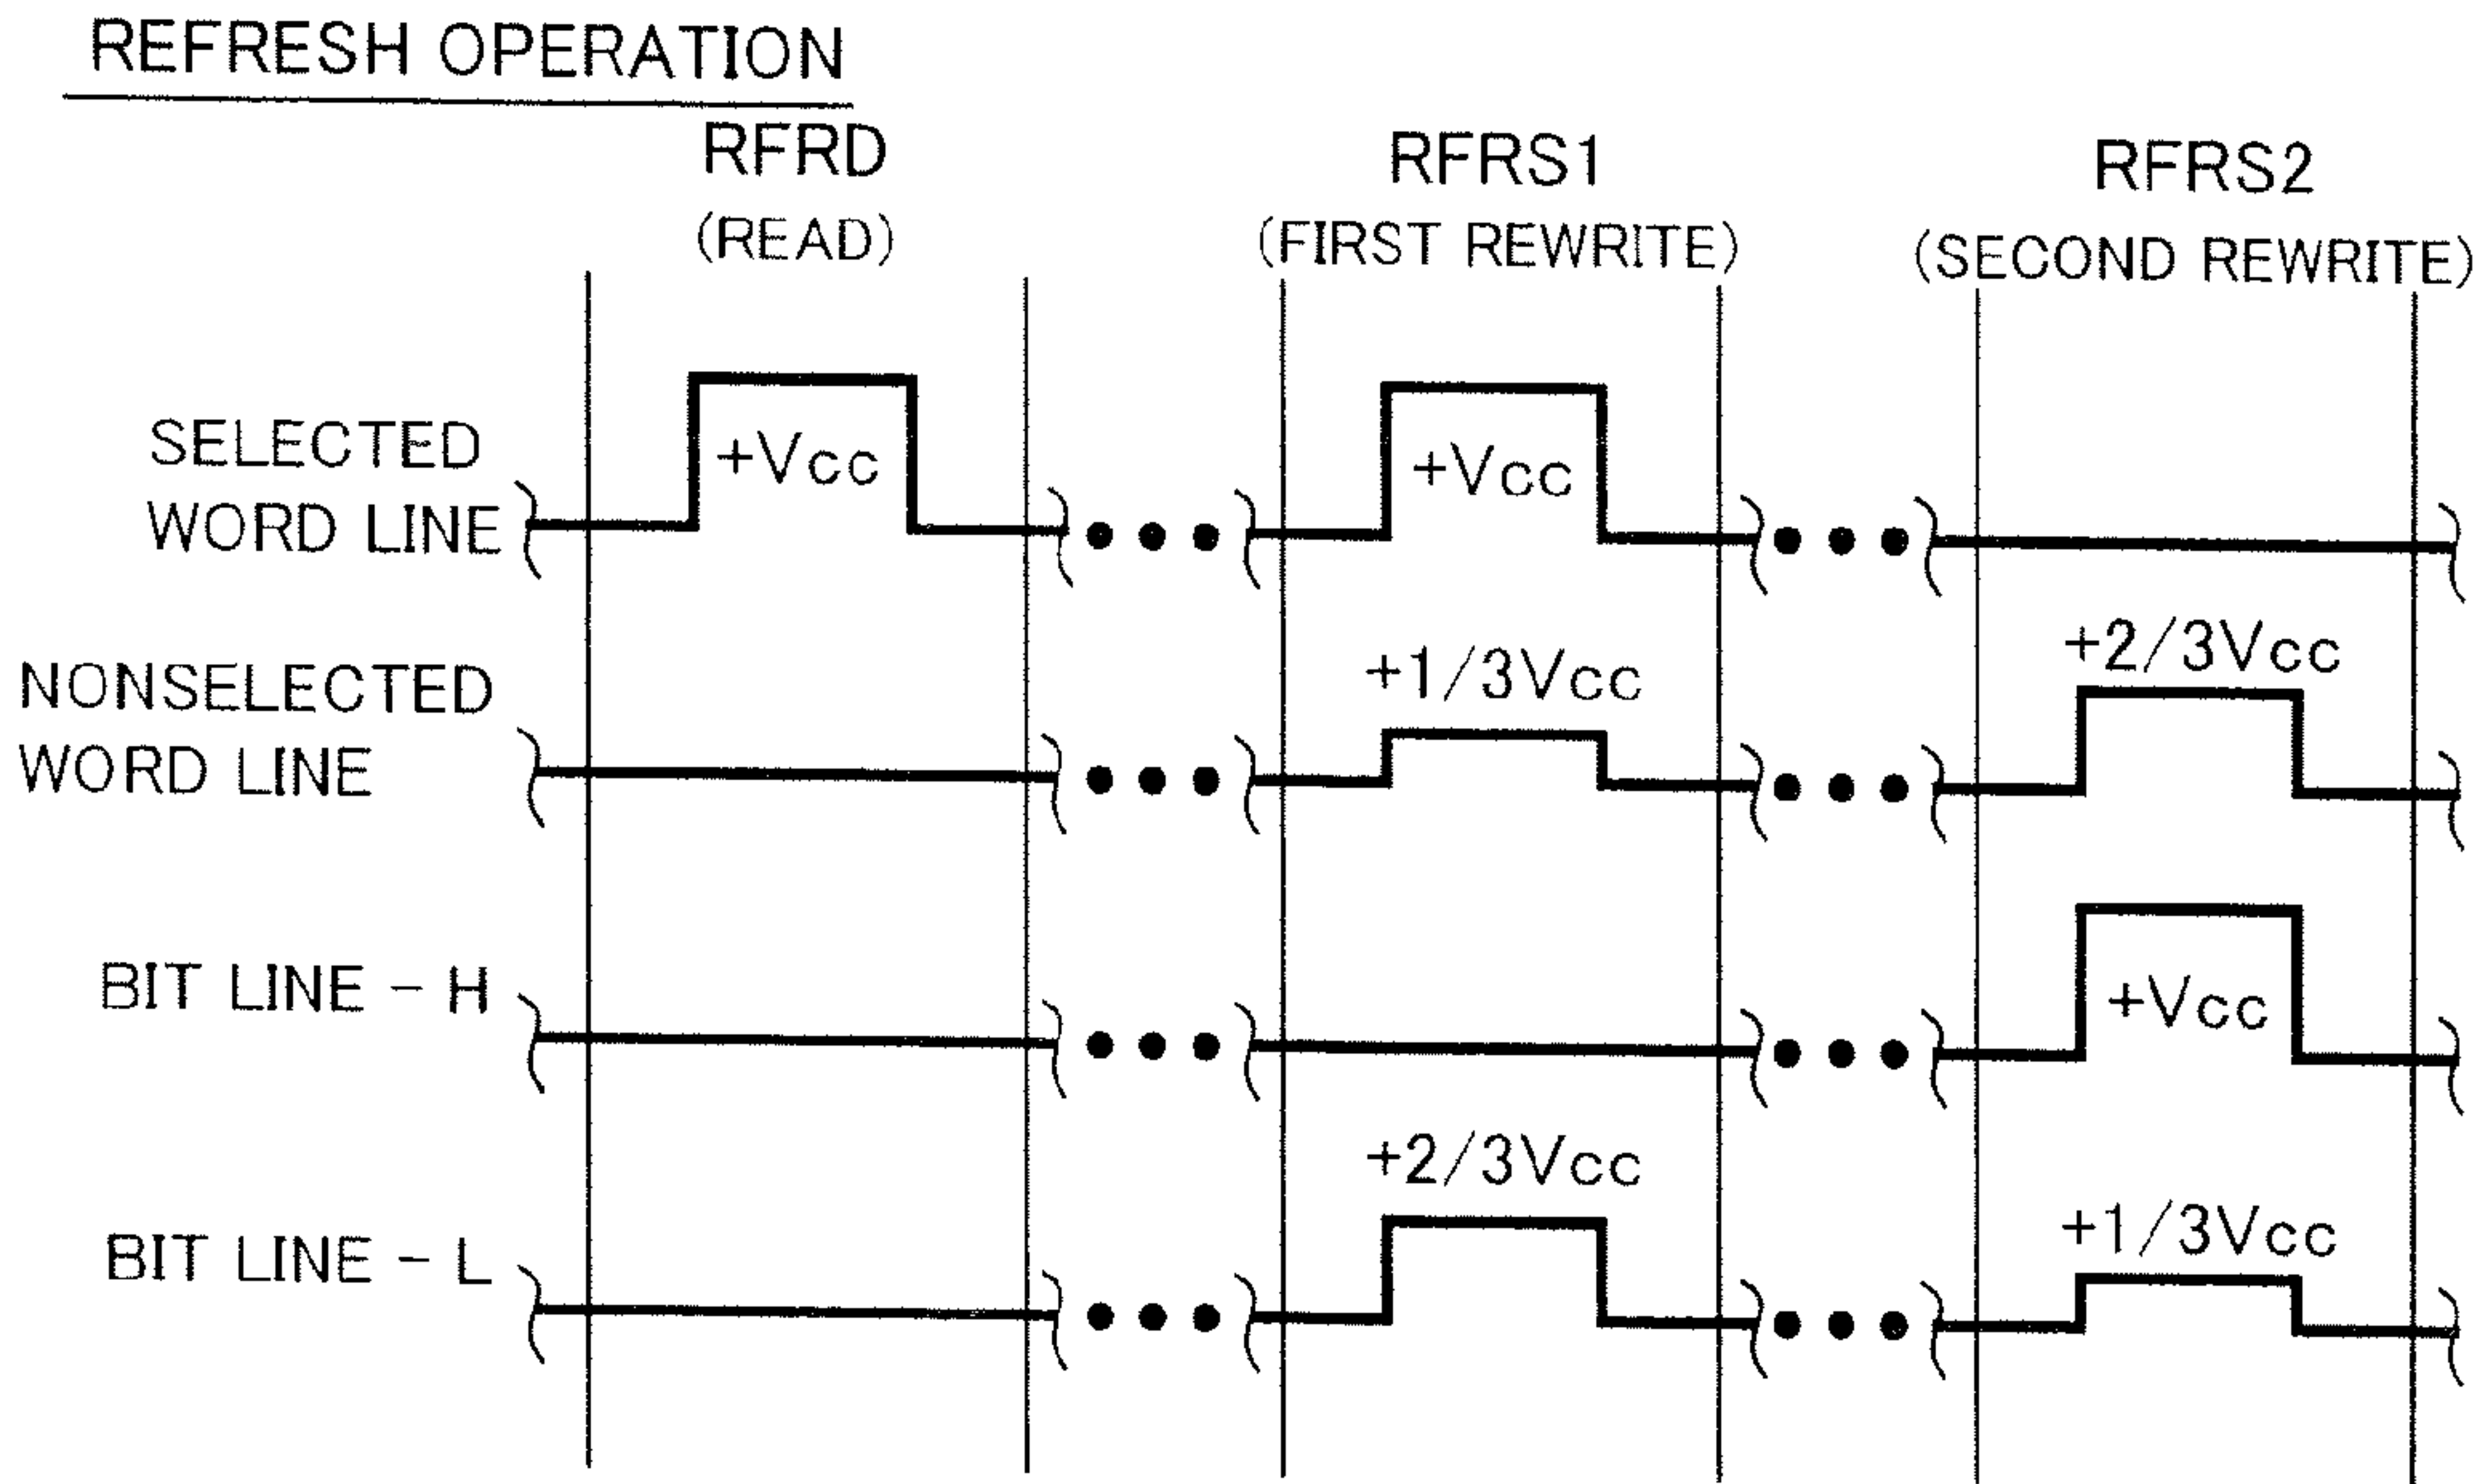 REFRESH OPERATION
RFRD
(READ)
RFRS1
(FIRST REWRITE)
RFRS2
(SECOND REWRITE)
SELECTED
WORD LINE
+Vcc
+Vcc
NONSELECTED
WORD LINE
+1/3Vcc
+2/3Vcc
BIT LINE - H
+Vcc
BIT LINE - L
+2/3Vcc
+1/3Vcc